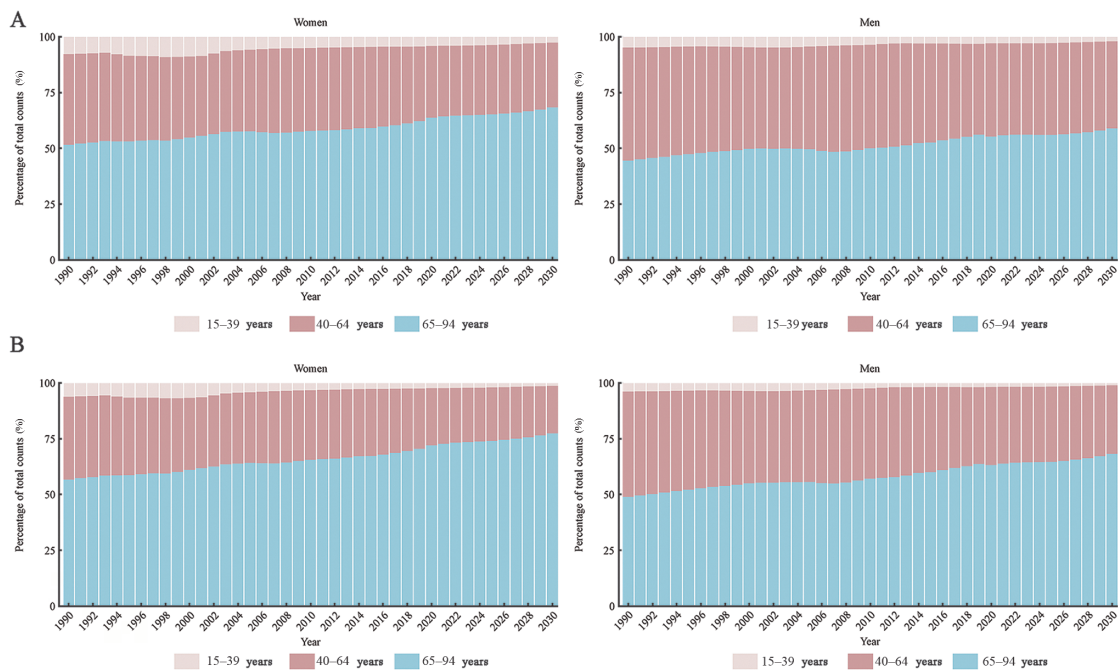 A
Women
Men
Percentage of total counts (%)
100
75
50
25
0
1990 1992 1994 1996 1998 2000 2002 2004 2006 2008 2010 2012 2014 2016 2018 2020 2022 2024 2026 2028 2030
Year
15–39 years 40–64 years 65–94 years
Percentage of total counts (%)
100
75
50
25
0
1990 1992 1994 1996 1998 2000 2002 2004 2006 2008 2010 2012 2014 2016 2018 2020 2022 2024 2026 2028 2030
Year
15–39 years 40–64 years 65–94 years
B
Women
Men
Percentage of total counts (%)
100
75
50
25
0
1990 1992 1994 1996 1998 2000 2002 2004 2006 2008 2010 2012 2014 2016 2018 2020 2022 2024 2026 2028 2030
Year
15–39 years 40–64 years 65–94 years
Percentage of total counts (%)
100
75
50
25
0
1990 1992 1994 1996 1998 2000 2002 2004 2006 2008 2010 2012 2014 2016 2018 2020 2022 2024 2026 2028 2030
Year
15–39 years 40–64 years 65–94 years